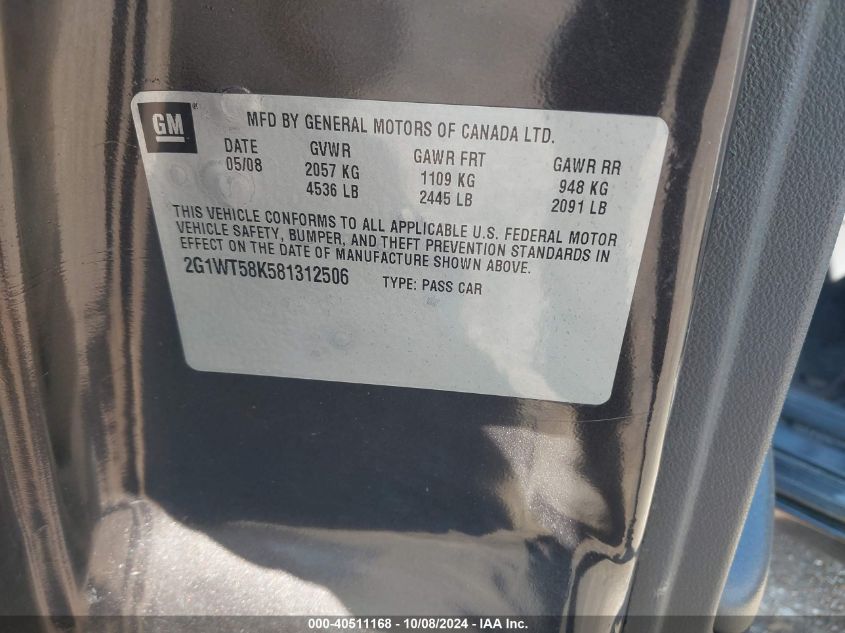 GM ®
MFD BY GENERAL MOTORS OF CANADA LTD.
DATE GVWR GAWR FRT GAWR RR
05/08 2057 KG 1109 KG 948 KG
4536 LB 2445 LB 2091 LB
THIS VEHICLE CONFORMS TO ALL APPLICABLE U.S. FEDERAL MOTOR
VEHICLE SAFETY, BUMPER, AND THEFT PREVENTION STANDARDS IN
EFFECT ON THE DATE OF MANUFACTURE SHOWN ABOVE.
2G1WT58K581312506 TYPE: PASS CAR
000-40511168 - 10/08/2024 - IAA Inc.